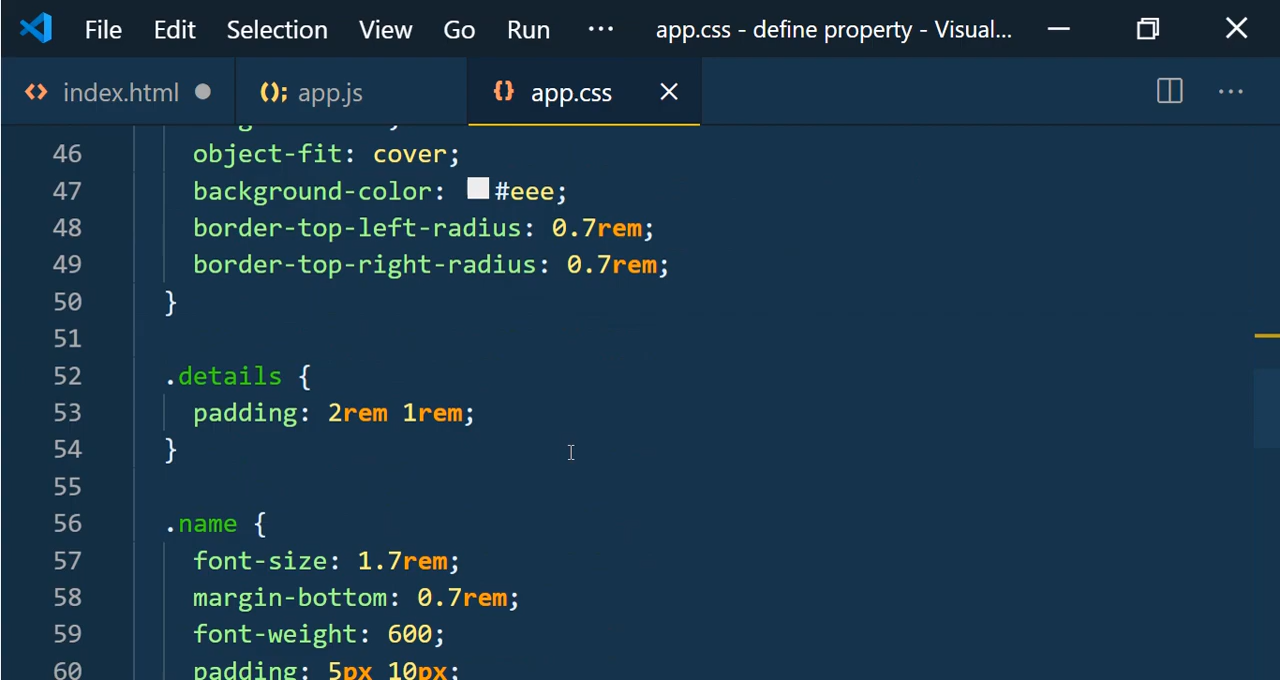 File Edit Selection View Go Run ··· app.css - define property - Visual...
index.html app.js app.css
46 object-fit: cover;
47 background-color: #eee;
48 border-top-left-radius: 0.7rem;
49 border-top-right-radius: 0.7rem;
50 }
51
52 .details {
53 padding: 2rem 1rem;
54 }
55
56 .name {
57 font-size: 1.7rem;
58 margin-bottom: 0.7rem;
59 font-weight: 600;
60 padding: 5px 10px;